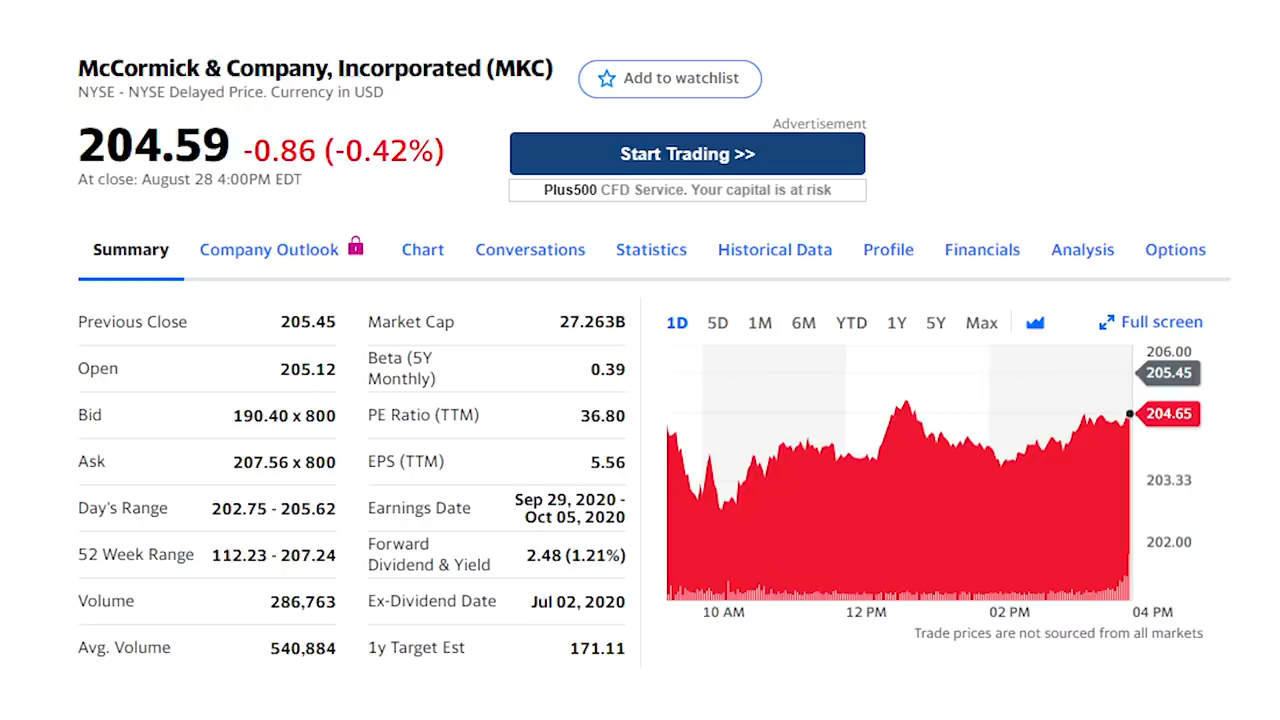 McCormick & Company, Incorporated (MKC)
Add to watchlist
NYSE - NYSE Delayed Price. Currency in USD
204.59 -0.86 (-0.42%)
At close: August 28 4:00PM EDT
Advertisement
Start Trading >>
Plus500 CFD Service. Your capital is at risk
Summary Company Outlook Chart Conversations Statistics Historical Data Profile Financials Analysis Options
Previous Close 205.45
Open 205.12
Bid 190.40 x 800
Ask 207.56 x 800
Day's Range 202.75 - 205.62
52 Week Range 112.23 - 207.24
Volume 286,763
Avg. Volume 540,884
Market Cap 27.263B
Beta (5Y
Monthly) 0.39
PE Ratio (TTM) 36.80
EPS (TTM) 5.56
Earnings Date Sep 29, 2020 -
Oct 05, 2020
Forward
Dividend & Yield 2.48 (1.21%)
Ex-Dividend Date Jul 02, 2020
1y Target Est 171.11
1D 5D 1M 6M YTD 1Y 5Y Max Full screen
206.00
205.45
204.65
203.33
202.00
10 AM 12 PM 02 PM 04 PM
Trade prices are not sourced from all markets